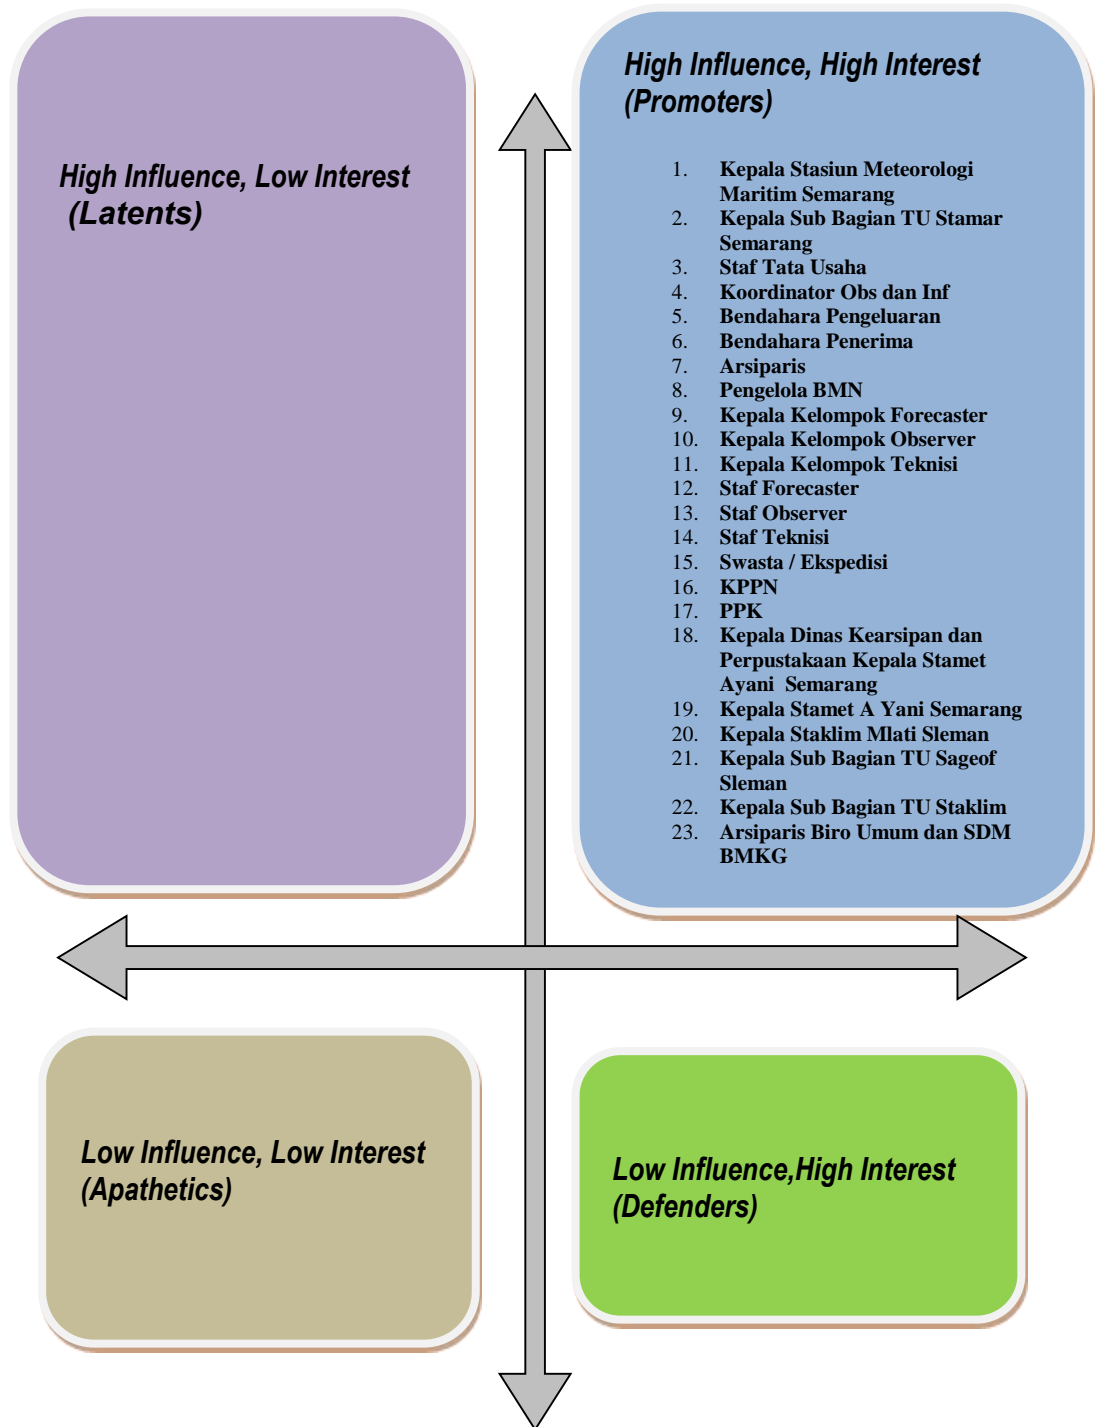 High Influence, Low Interest
(Latents)
High Influence, High Interest
(Promoters)
1. Kepala Stasiun Meteorologi
Maritim Semarang
2. Kepala Sub Bagian TU Stamar
Semarang
3. Staf Tata Usaha
4. Koordinator Obs dan Inf
5. Bendahara Pengeluaran
6. Bendahara Penerima
7. Arsiparis
8. Pengelola BMN
9. Kepala Kelompok Forecaster
10. Kepala Kelompok Observer
11. Kepala Kelompok Teknisi
12. Staf Forecaster
13. Staf Observer
14. Staf Teknisi
15. Swasta / Ekspedisi
16. KPPN
17. PPK
18. Kepala Dinas Kearsipan dan
Perpustakaan Kepala Stamet
Ayani Semarang
19. Kepala Stamet A Yani Semarang
20. Kepala Staklim Mlati Sleman
21. Kepala Sub Bagian TU Sageof
Sleman
22. Kepala Sub Bagian TU Staklim
23. Arsiparis Biro Umum dan SDM
BMKG
Low Influence, Low Interest
(Apathetics)
Low Influence,High Interest
(Defenders)